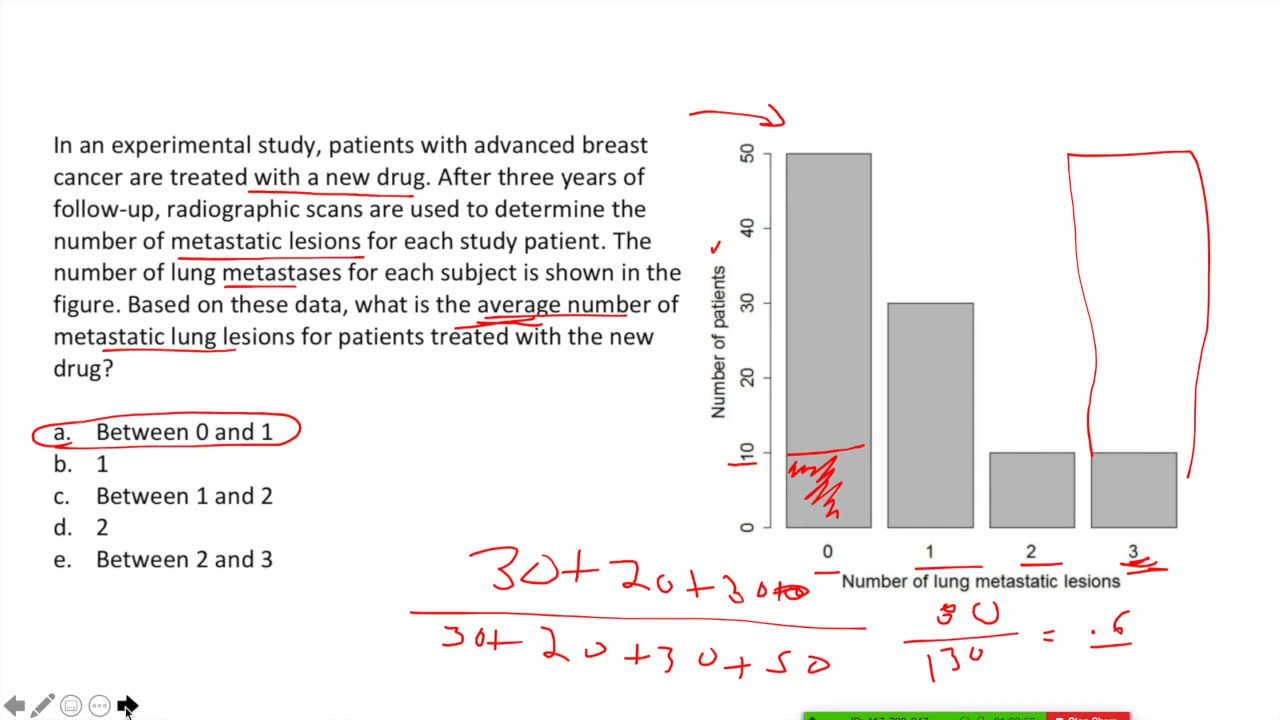 In an experimental study, patients with advanced breast
cancer are treated with a new drug. After three years of
follow-up, radiographic scans are used to determine the
number of metastatic lesions for each study patient. The
number of lung metastases for each subject is shown in the
figure. Based on these data, what is the average number of
metastatic lung lesions for patients treated with the new
drug?
a. Between 0 and 1
b. 1
c. Between 1 and 2
d. 2
e. Between 2 and 3
Number of patients
50
40
30
20
10
0
0 1 2 3
Number of lung metastatic lesions
30+20+30
30+20+30+50
80
130
= .6